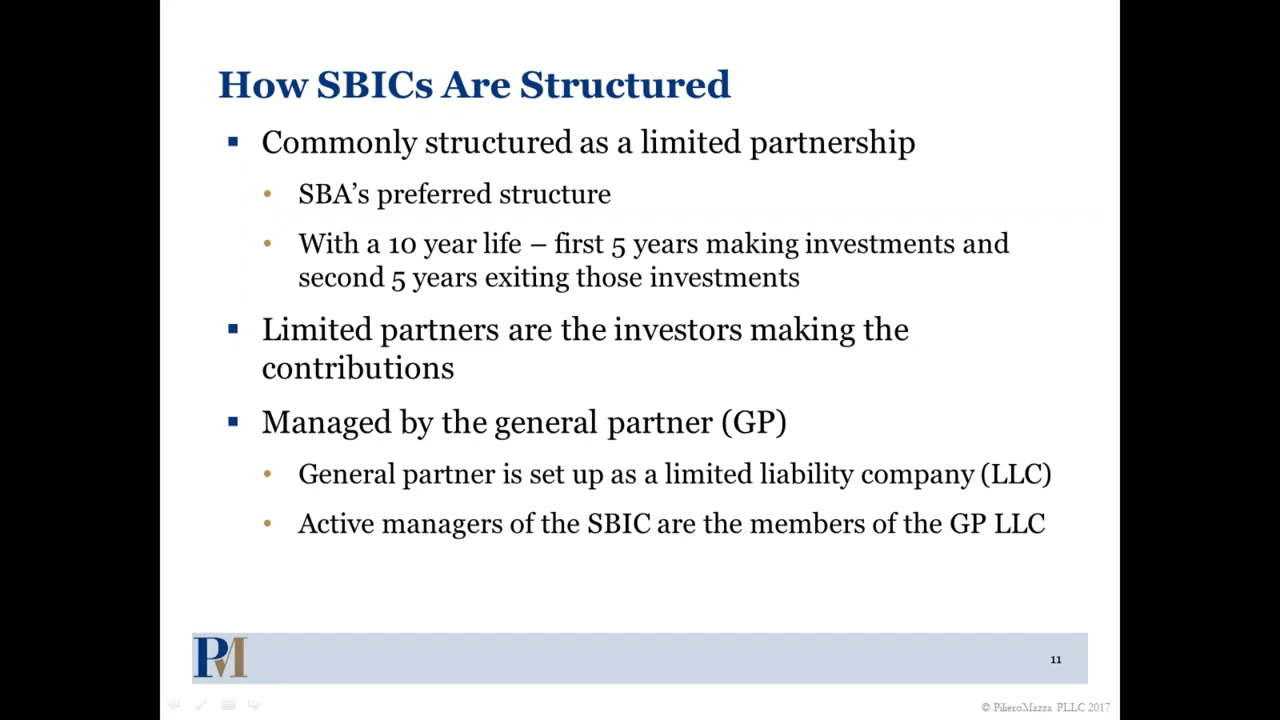 How SBICs Are Structured
▪ Commonly structured as a limited partnership
• SBA’s preferred structure
• With a 10 year life – first 5 years making investments and
second 5 years exiting those investments
▪ Limited partners are the investors making the
contributions
▪ Managed by the general partner (GP)
• General partner is set up as a limited liability company (LLC)
• Active managers of the SBIC are the members of the GP LLC
PM
11
© PilieroMazza PLLC 2017